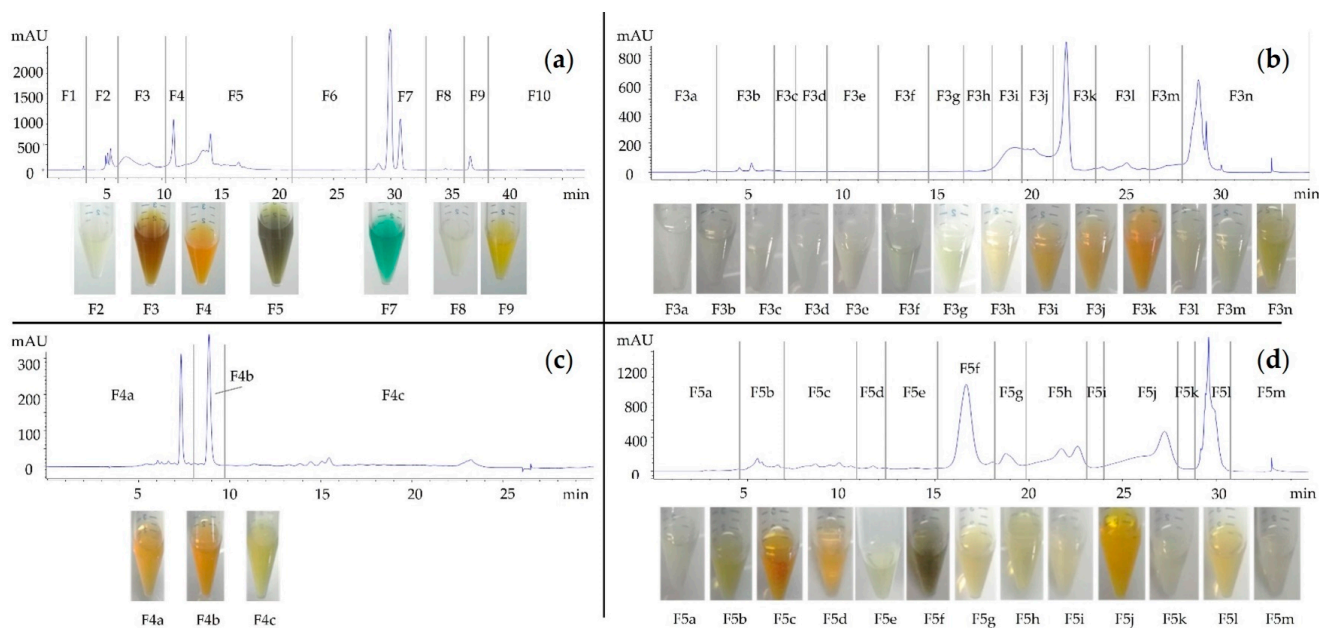 (a)
mAU
2000
1500
1000
500
0
F1 F2 F3 F4 F5 F6 F7 F8 F9 F10
5 10 15 20 25 30 35 40 min
F2 F3 F4 F5 F7 F8 F9
(b)
mAU
800
600
400
200
0
F3a F3b F3c F3d F3e F3f F3g F3h F3i F3j F3k F3l F3m F3n
5 10 15 20 25 30 min
F3a F3b F3c F3d F3e F3f F3g F3h F3i F3j F3k F3l F3m F3n
(c)
mAU
300
200
100
0
F4a F4b F4c
5 10 15 20 25 min
F4a F4b F4c
(d)
mAU
1200
800
400
0
F5a F5b F5c F5d F5e F5f F5g F5h F5i F5j F5k F5l F5m
5 10 15 20 25 30 min
F5a F5b F5c F5d F5e F5f F5g F5h F5i F5j F5k F5l F5m